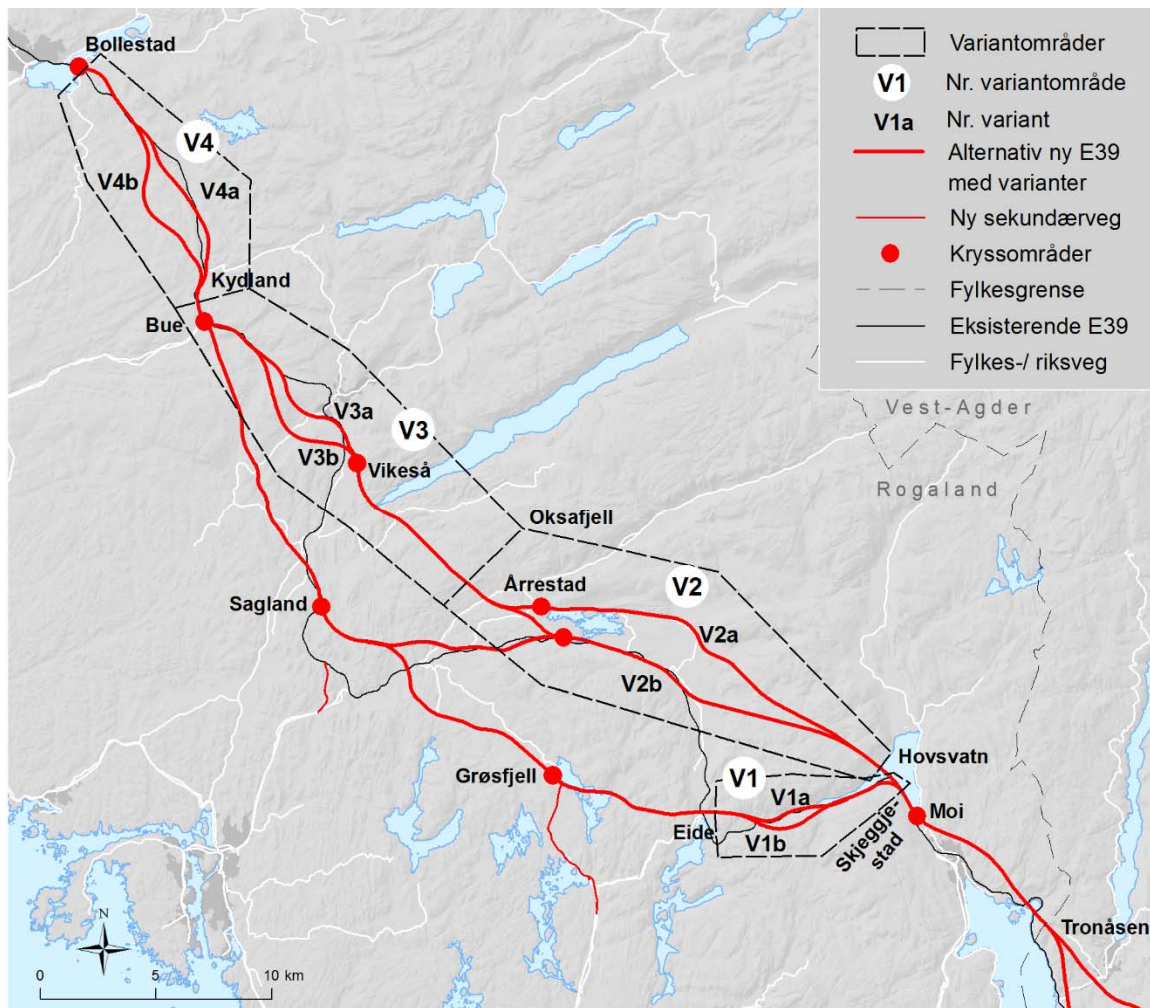 Bollestad
V4
V4b
V4a
Kydland
Bue
V3a
V3
V3b
Vikeså
Oksafjell
Årrestad
V2
V2a
Sagland
V2b
Hovsvatn
Grøsfjell
V1
V1a
Moi
Eide
V1b
Skjeggje-
stad
Tronåsen
Vest-Agder
Rogaland
Variantområder
V1 Nr. variantområde
V1a Nr. variant
Alternativ ny E39
med varianter
Ny sekundærveg
Kryssområder
Fylkesgrense
Eksisterende E39
Fylkes-/ riksveg
N
0 5 10 km